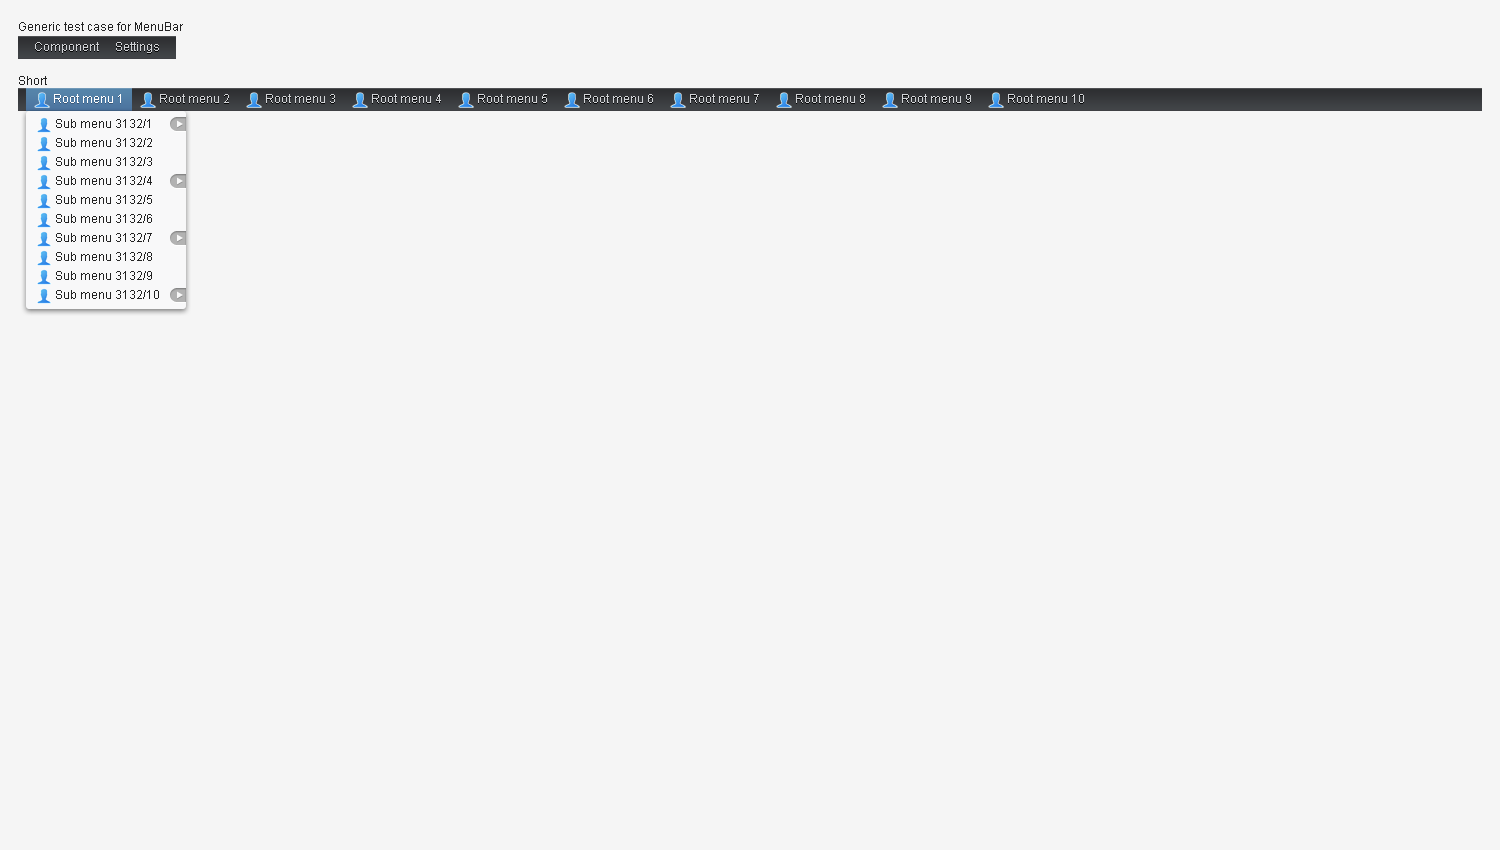 Generic test case for MenuBar
Component Settings
Short
Root menu 1 Root menu 2 Root menu 3 Root menu 4 Root menu 5 Root menu 6 Root menu 7 Root menu 8 Root menu 9 Root menu 10
Sub menu 3132/1
Sub menu 3132/2
Sub menu 3132/3
Sub menu 3132/4
Sub menu 3132/5
Sub menu 3132/6
Sub menu 3132/7
Sub menu 3132/8
Sub menu 3132/9
Sub menu 3132/10